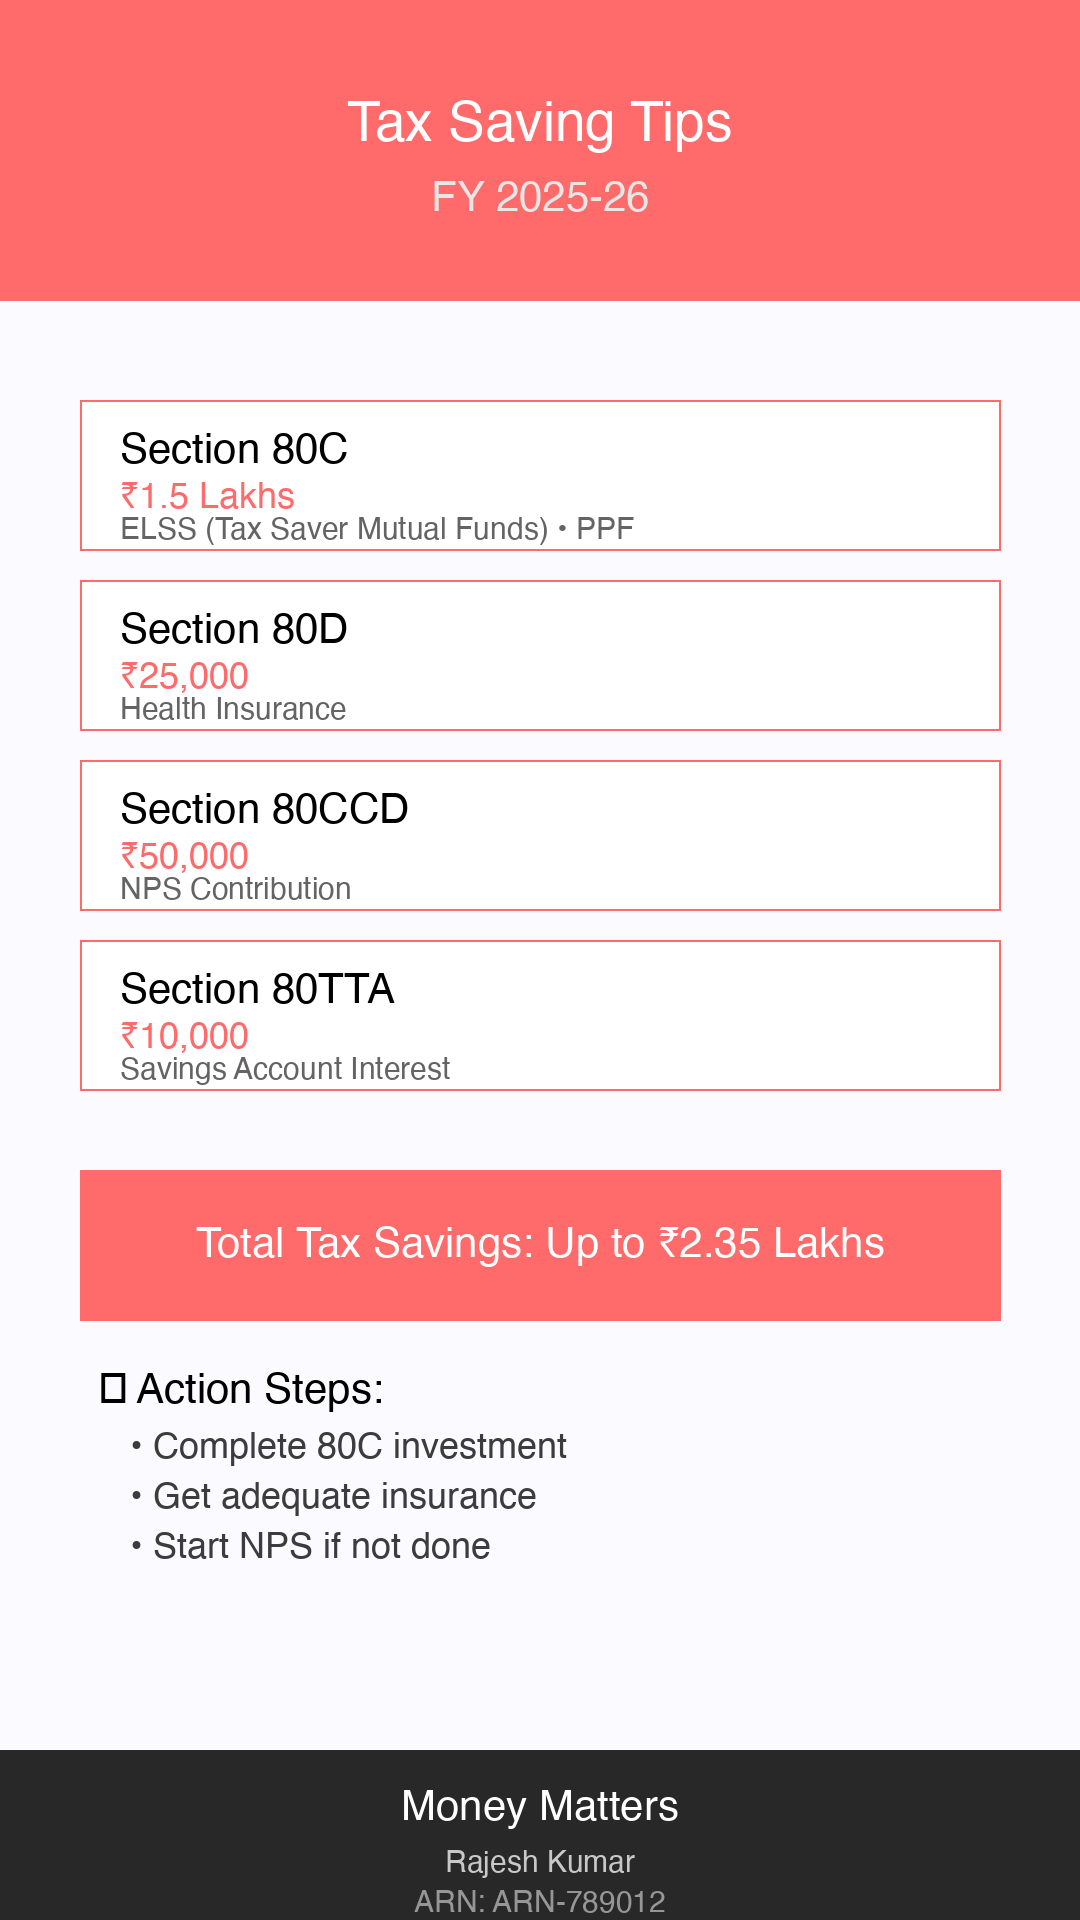 Tax Saving Tips
FY 2025-26
Section 80C
₹1.5 Lakhs
ELSS (Tax Saver Mutual Funds) • PPF
Section 80D
₹25,000
Health Insurance
Section 80CCD
₹50,000
NPS Contribution
Section 80TTA
₹10,000
Savings Account Interest
Total Tax Savings: Up to ₹2.35 Lakhs
□ Action Steps:
• Complete 80C investment
• Get adequate insurance
• Start NPS if not done
Money Matters
Rajesh Kumar
ARN: ARN-789012